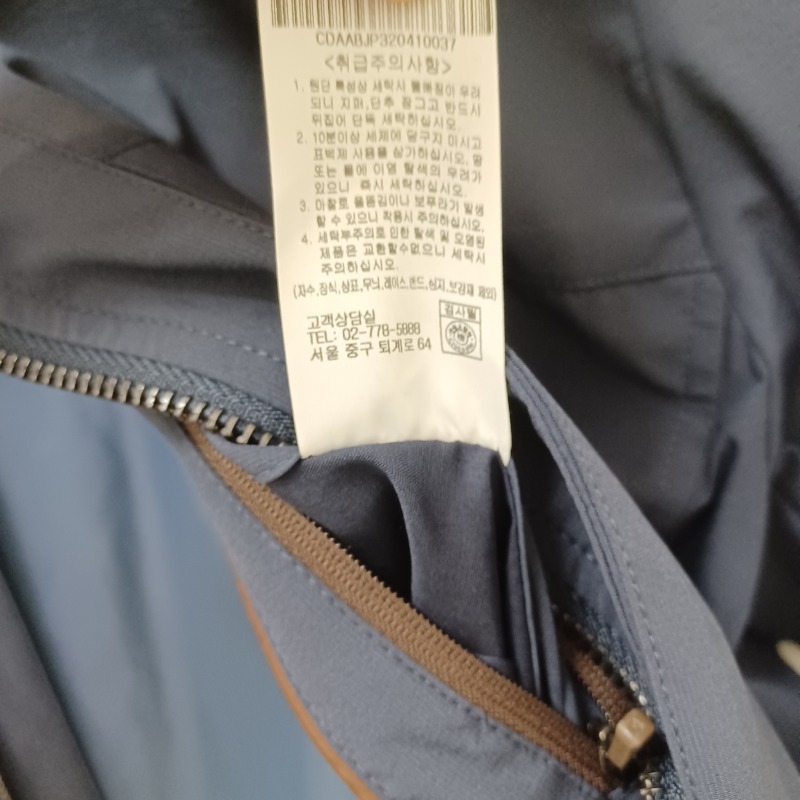 CDAABJP320410037
<취급주의사항>
1. 원단 특성상 세탁시 물빠짐이 우려
되니 지퍼,단추 잠그고 반드시
뒤집어 단독 세탁하십시오.
2. 10분이상 세제에 담구지 마시고
표백제 사용을 삼가하십시오, 땀
또는 물에 이염 탈색의 우려가
있으니 즉시 세탁하십시오.
3. 마찰로 올뜯김이나 보푸라기 발생
할 수 있으니 착용시 주의하십시오.
4. 세탁부주의로 인한 탈색 및 오염된
제품은 교환할수없으니 세탁시
주의하십시오.
(자수,장식,상표,무늬,레이스,밴드,심지,보강재 제외)
고객상담실
TEL: 02-778-5888
서울 중구 퇴계로 64
검사필